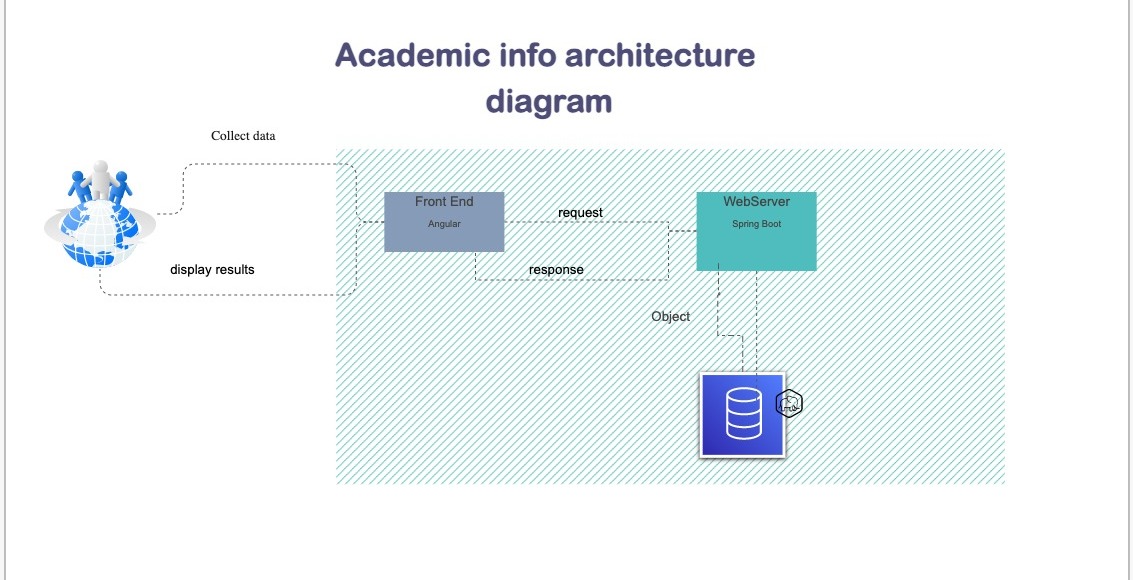 Academic info architecture
diagram
Collect data
Front End
Angular
WebServer
Spring Boot
request
display results
response
Object